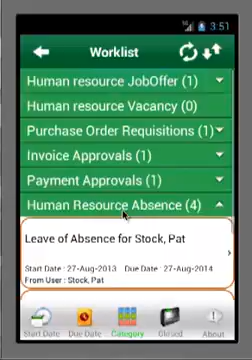 3:51
Worklist
Human resource JobOffer (1)
Human resource Vacancy (0)
Purchase Order Requisitions (1)
Invoice Approvals (1)
Payment Approvals (1)
Human Resource Absence (4)
Leave of Absence for Stock, Pat
Start Date : 27-Aug-2013 Due Date : 27-Aug-2014
From User : Stock, Pat
Start Date Due Date Category Closed About